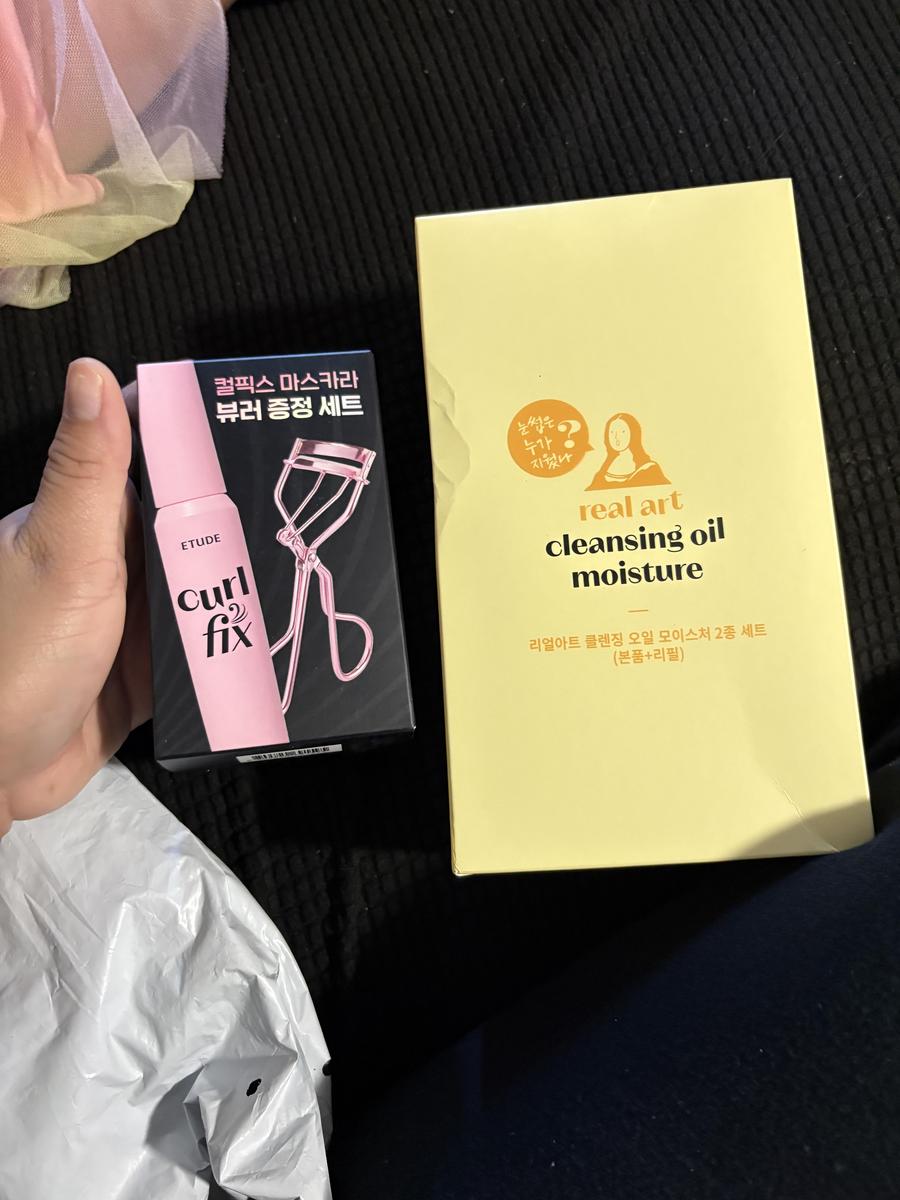 컬픽스 마스카라
뷰러 증정 세트
ETUDE
curl
fix
눈썹은
누가
지웠나
?
real art
cleansing oil
moisture
리얼아트 클렌징 오일 모이스처 2종 세트
(본품+리필)